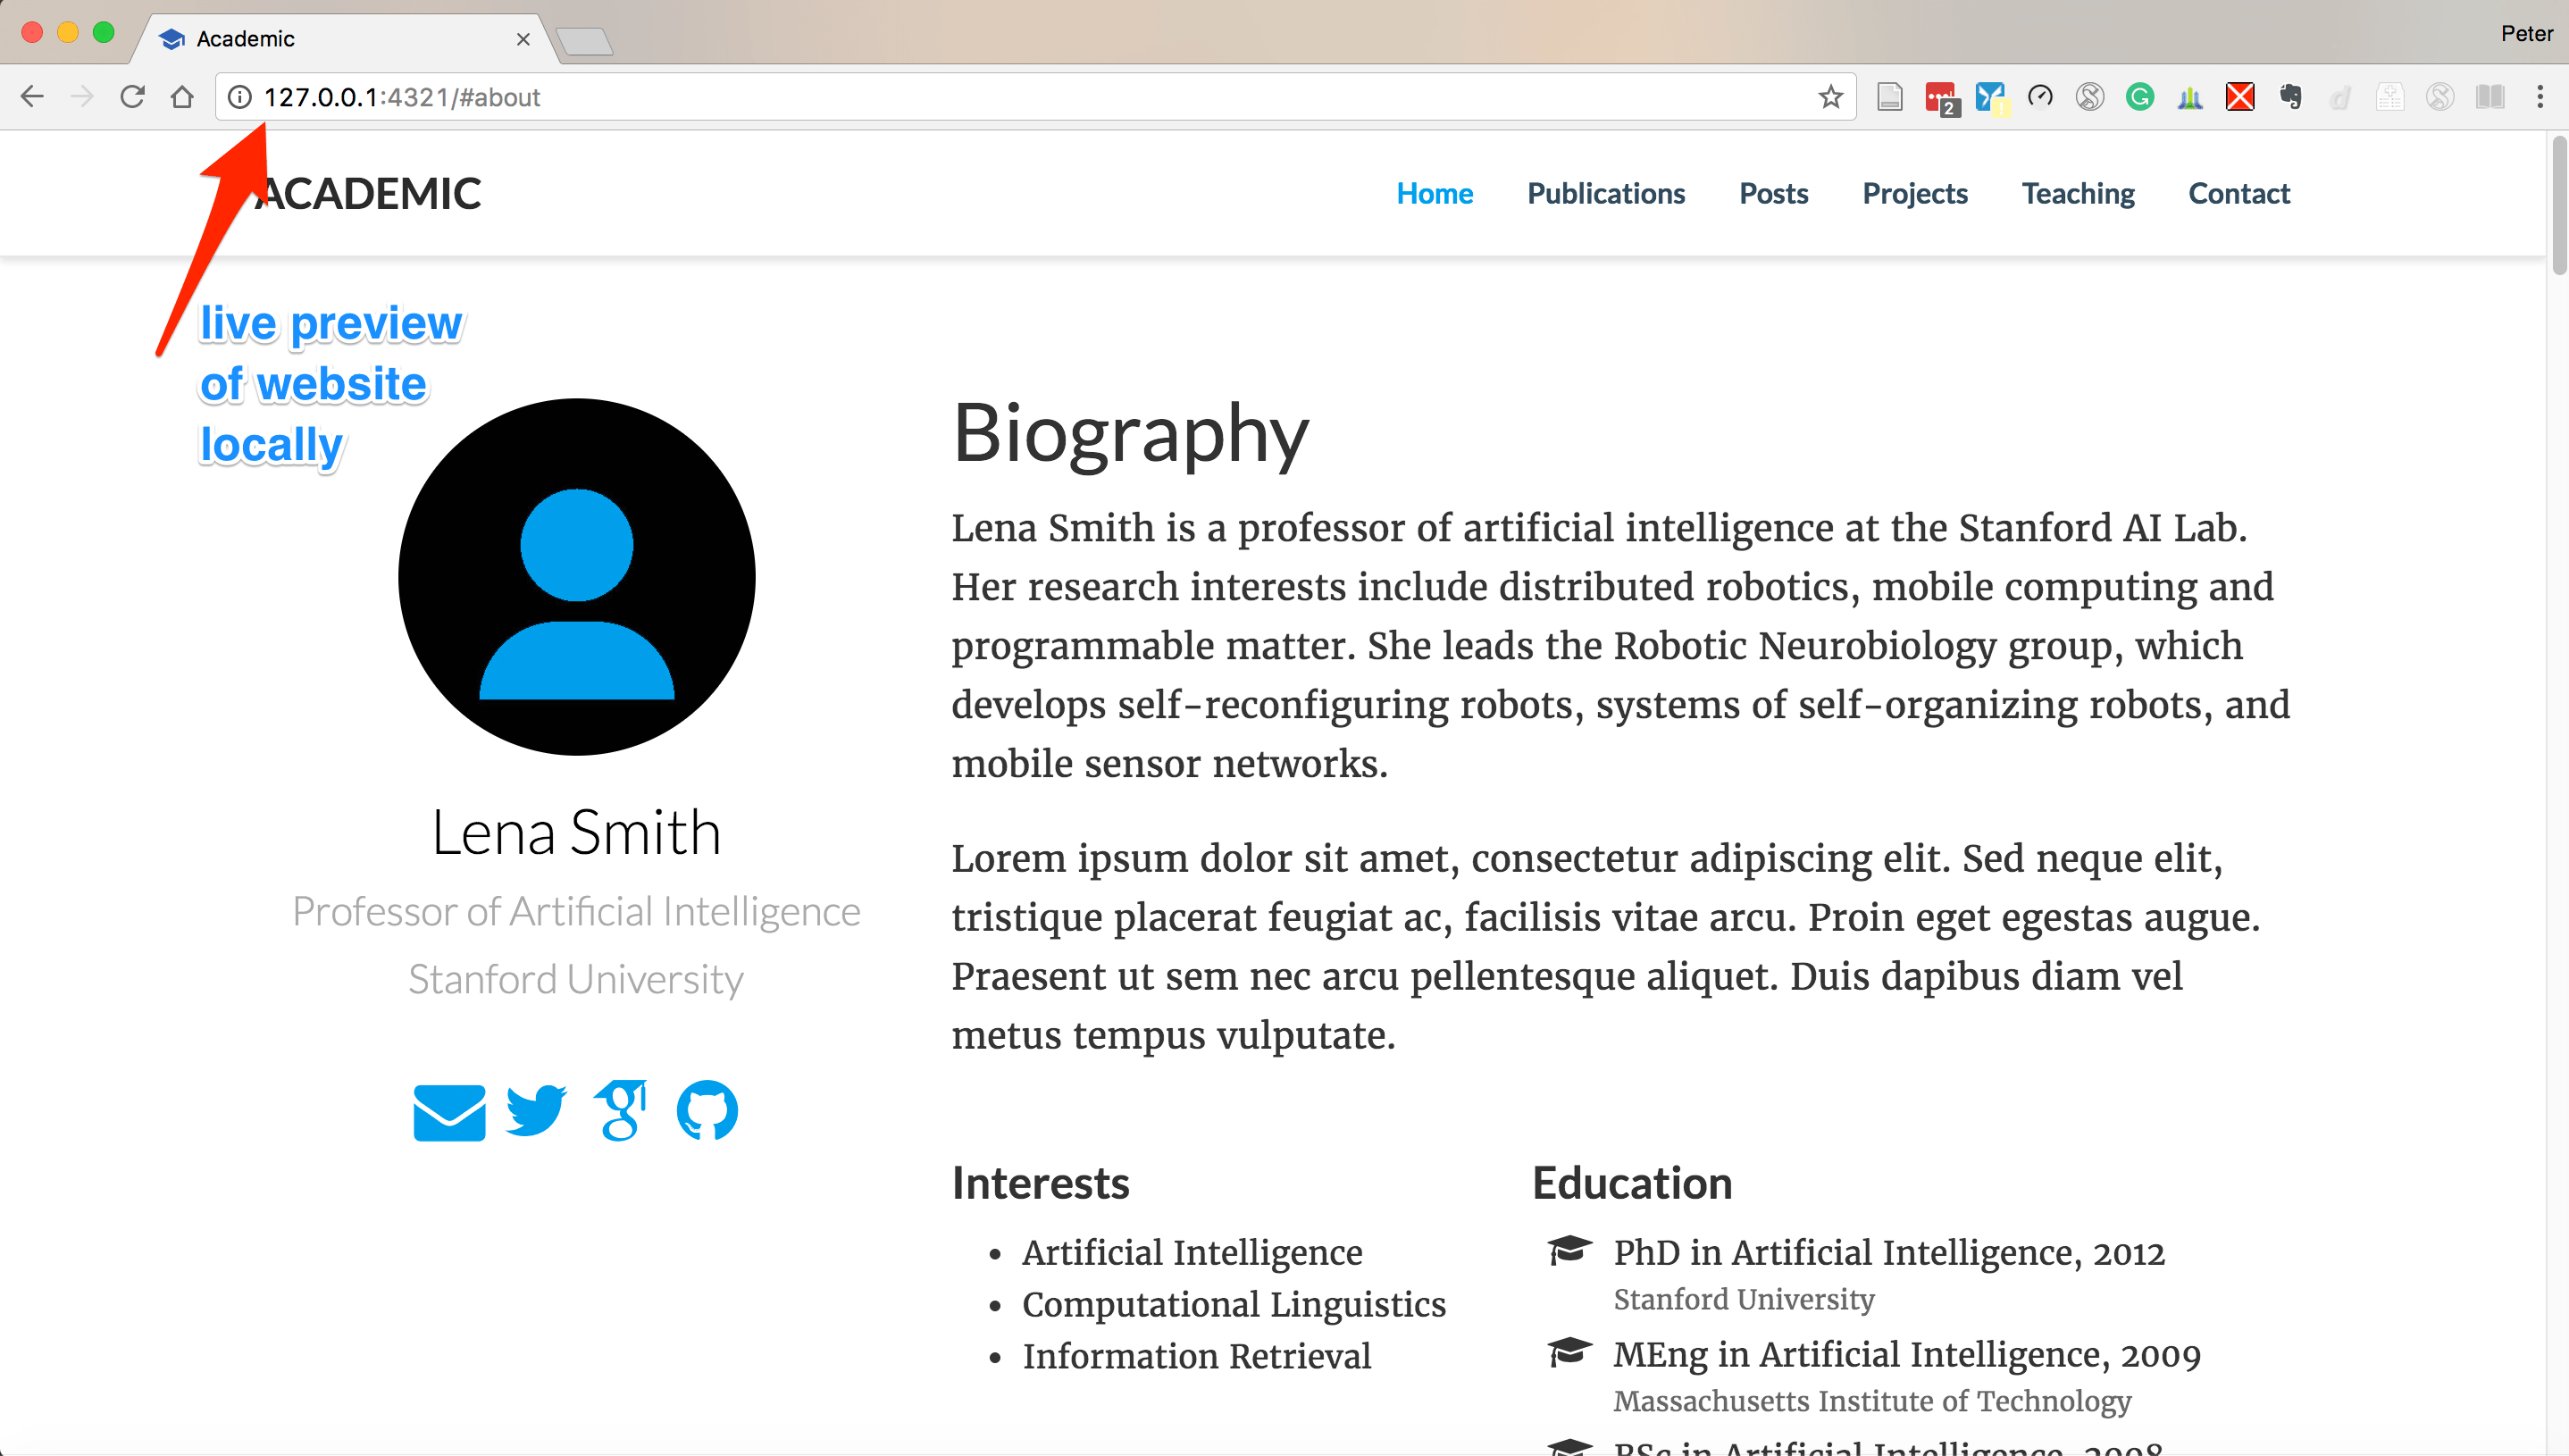 Academic
Peter
127.0.0.1:4321/#about
2
ACADEMIC
Home Publications Posts Projects Teaching Contact
live preview
of website
locally
Biography
Lena Smith is a professor of artificial intelligence at the Stanford AI Lab.
Her research interests include distributed robotics, mobile computing and
programmable matter. She leads the Robotic Neurobiology group, which
develops self-reconfiguring robots, systems of self-organizing robots, and
mobile sensor networks.
Lena Smith
Professor of Artificial Intelligence
Stanford University
Lorem ipsum dolor sit amet, consectetur adipiscing elit. Sed neque elit,
tristique placerat feugiat ac, facilisis vitae arcu. Proin eget egestas augue.
Praesent ut sem nec arcu pellentesque aliquet. Duis dapibus diam vel
metus tempus vulputate.
Interests
Artificial Intelligence
Computational Linguistics
Information Retrieval
Education
PhD in Artificial Intelligence, 2012
Stanford University
MEng in Artificial Intelligence, 2009
Massachusetts Institute of Technology
BSc in Artificial Intelligence, 2008